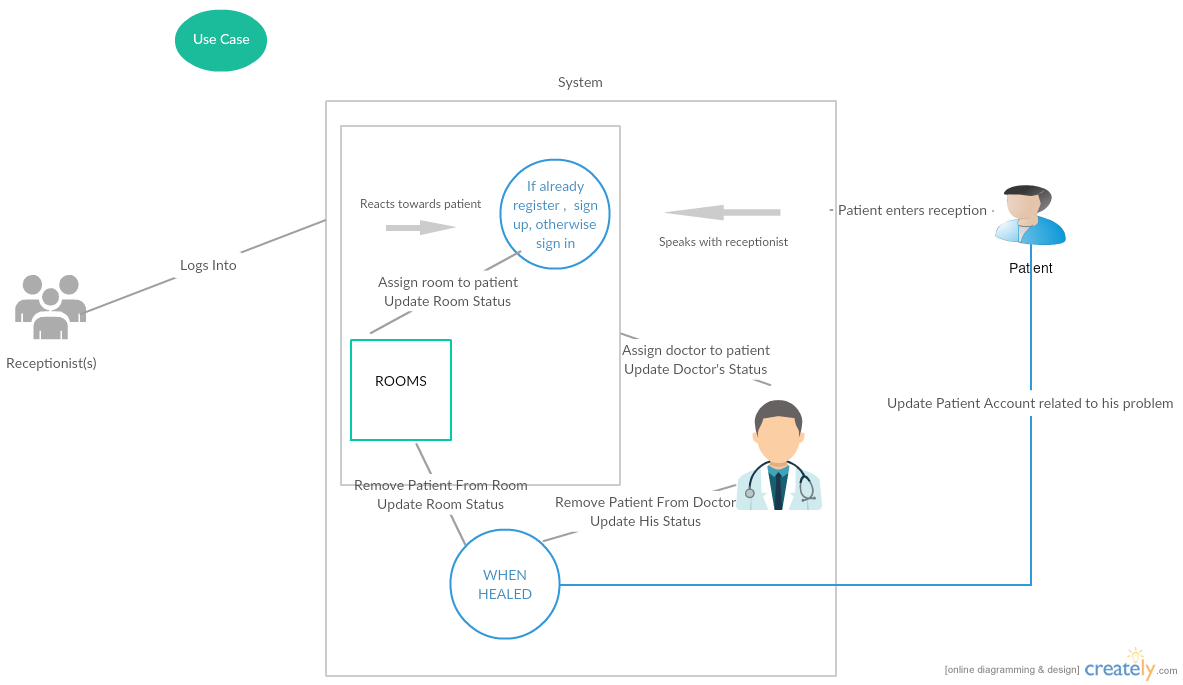 Use Case
System
Reacts towards patient
If already
register ,  sign
up, otherwise
sign in
Speaks with receptionist
Patient enters reception
Patient
Logs Into
Receptionist(s)
Assign room to patient
Update Room Status
ROOMS
Assign doctor to patient
Update Doctor's Status
Update Patient Account related to his problem
Remove Patient From Room
Update Room Status
Remove Patient From Doctor
Update His Status
WHEN
HEALED
[online diagramming & design] creately.com